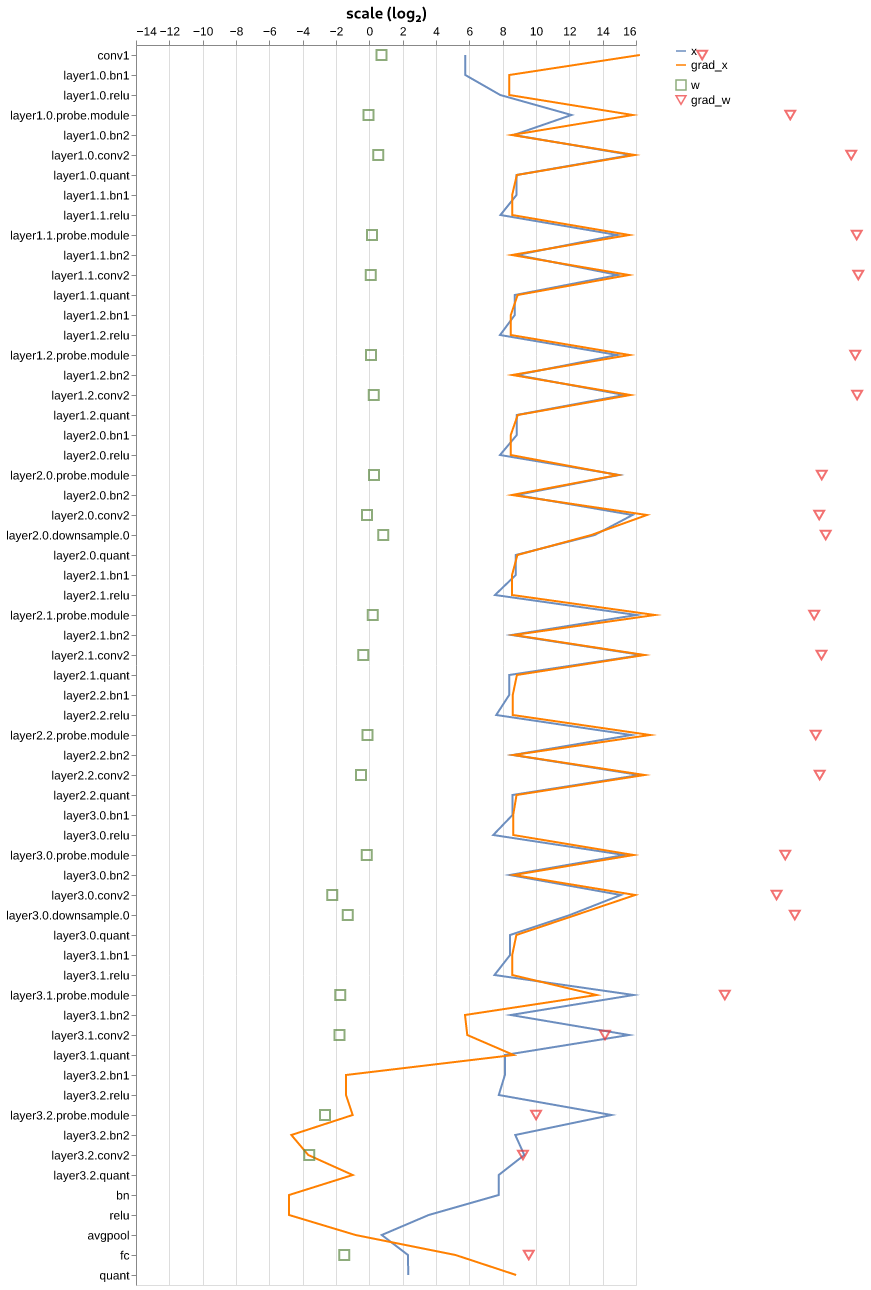 scale (log₂)
−14 −12 −10 −8 −6 −4 −2 0 2 4 6 8 10 12 14 16
x
grad_x
w
grad_w
conv1
layer1.0.bn1
layer1.0.relu
layer1.0.probe.module
layer1.0.bn2
layer1.0.conv2
layer1.0.quant
layer1.1.bn1
layer1.1.relu
layer1.1.probe.module
layer1.1.bn2
layer1.1.conv2
layer1.1.quant
layer1.2.bn1
layer1.2.relu
layer1.2.probe.module
layer1.2.bn2
layer1.2.conv2
layer1.2.quant
layer2.0.bn1
layer2.0.relu
layer2.0.probe.module
layer2.0.bn2
layer2.0.conv2
layer2.0.downsample.0
layer2.0.quant
layer2.1.bn1
layer2.1.relu
layer2.1.probe.module
layer2.1.bn2
layer2.1.conv2
layer2.1.quant
layer2.2.bn1
layer2.2.relu
layer2.2.probe.module
layer2.2.bn2
layer2.2.conv2
layer2.2.quant
layer3.0.bn1
layer3.0.relu
layer3.0.probe.module
layer3.0.bn2
layer3.0.conv2
layer3.0.downsample.0
layer3.0.quant
layer3.1.bn1
layer3.1.relu
layer3.1.probe.module
layer3.1.bn2
layer3.1.conv2
layer3.1.quant
layer3.2.bn1
layer3.2.relu
layer3.2.probe.module
layer3.2.bn2
layer3.2.conv2
layer3.2.quant
bn
relu
avgpool
fc
quant